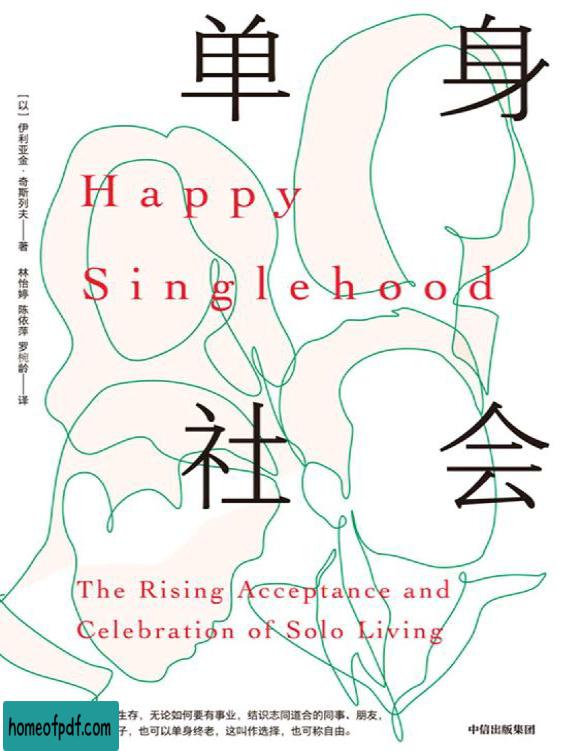 单身
[以] 伊利亚金·奇斯列夫——著
林怡婷 陈依萍 罗椀龄——译
Happy
Singlehood
社会
The Rising Acceptance and
Celebration of Solo Living
生存，无论如何要有事业，结识志同道合的同事、朋友，
子，也可以单身终老，这叫作选择，也可称自由。
中信出版集团
homeofpdf.com